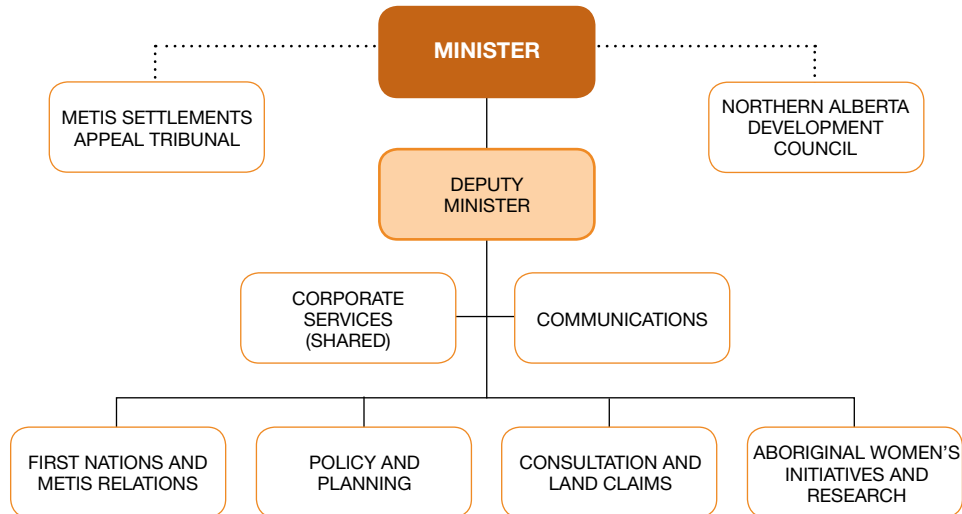 MINISTER
METIS SETTLEMENTS
APPEAL TRIBUNAL
NORTHERN ALBERTA
DEVELOPMENT
COUNCIL
DEPUTY
MINISTER
CORPORATE
SERVICES
(SHARED)
COMMUNICATIONS
FIRST NATIONS AND
METIS RELATIONS
POLICY AND
PLANNING
CONSULTATION AND
LAND CLAIMS
ABORIGINAL WOMEN’S
INITIATIVES AND
RESEARCH